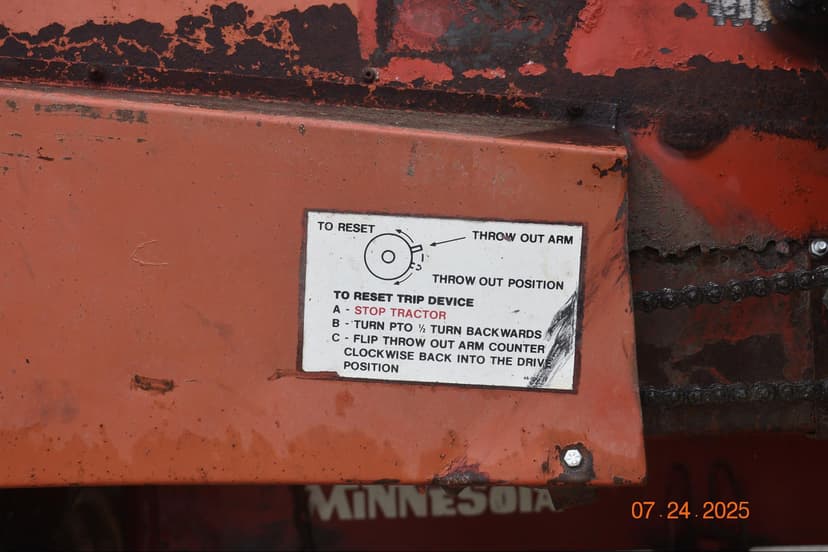 TO RESET
THROW OUT ARM
THROW OUT POSITION
TO RESET TRIP DEVICE
A - STOP TRACTOR
B - TURN PTO ½ TURN BACKWARDS
C - FLIP THROW OUT ARM COUNTER
CLOCKWISE BACK INTO THE DRIVE
POSITION
MINNESOTA
07.24.2025